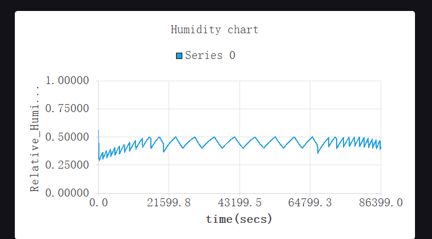 Humidity chart
Series 0
Relative_Humi...
1.00000
0.75000
0.50000
0.25000
0.00000
0.0 21599.8 43199.5 64799.3 86399.0
time(secs)